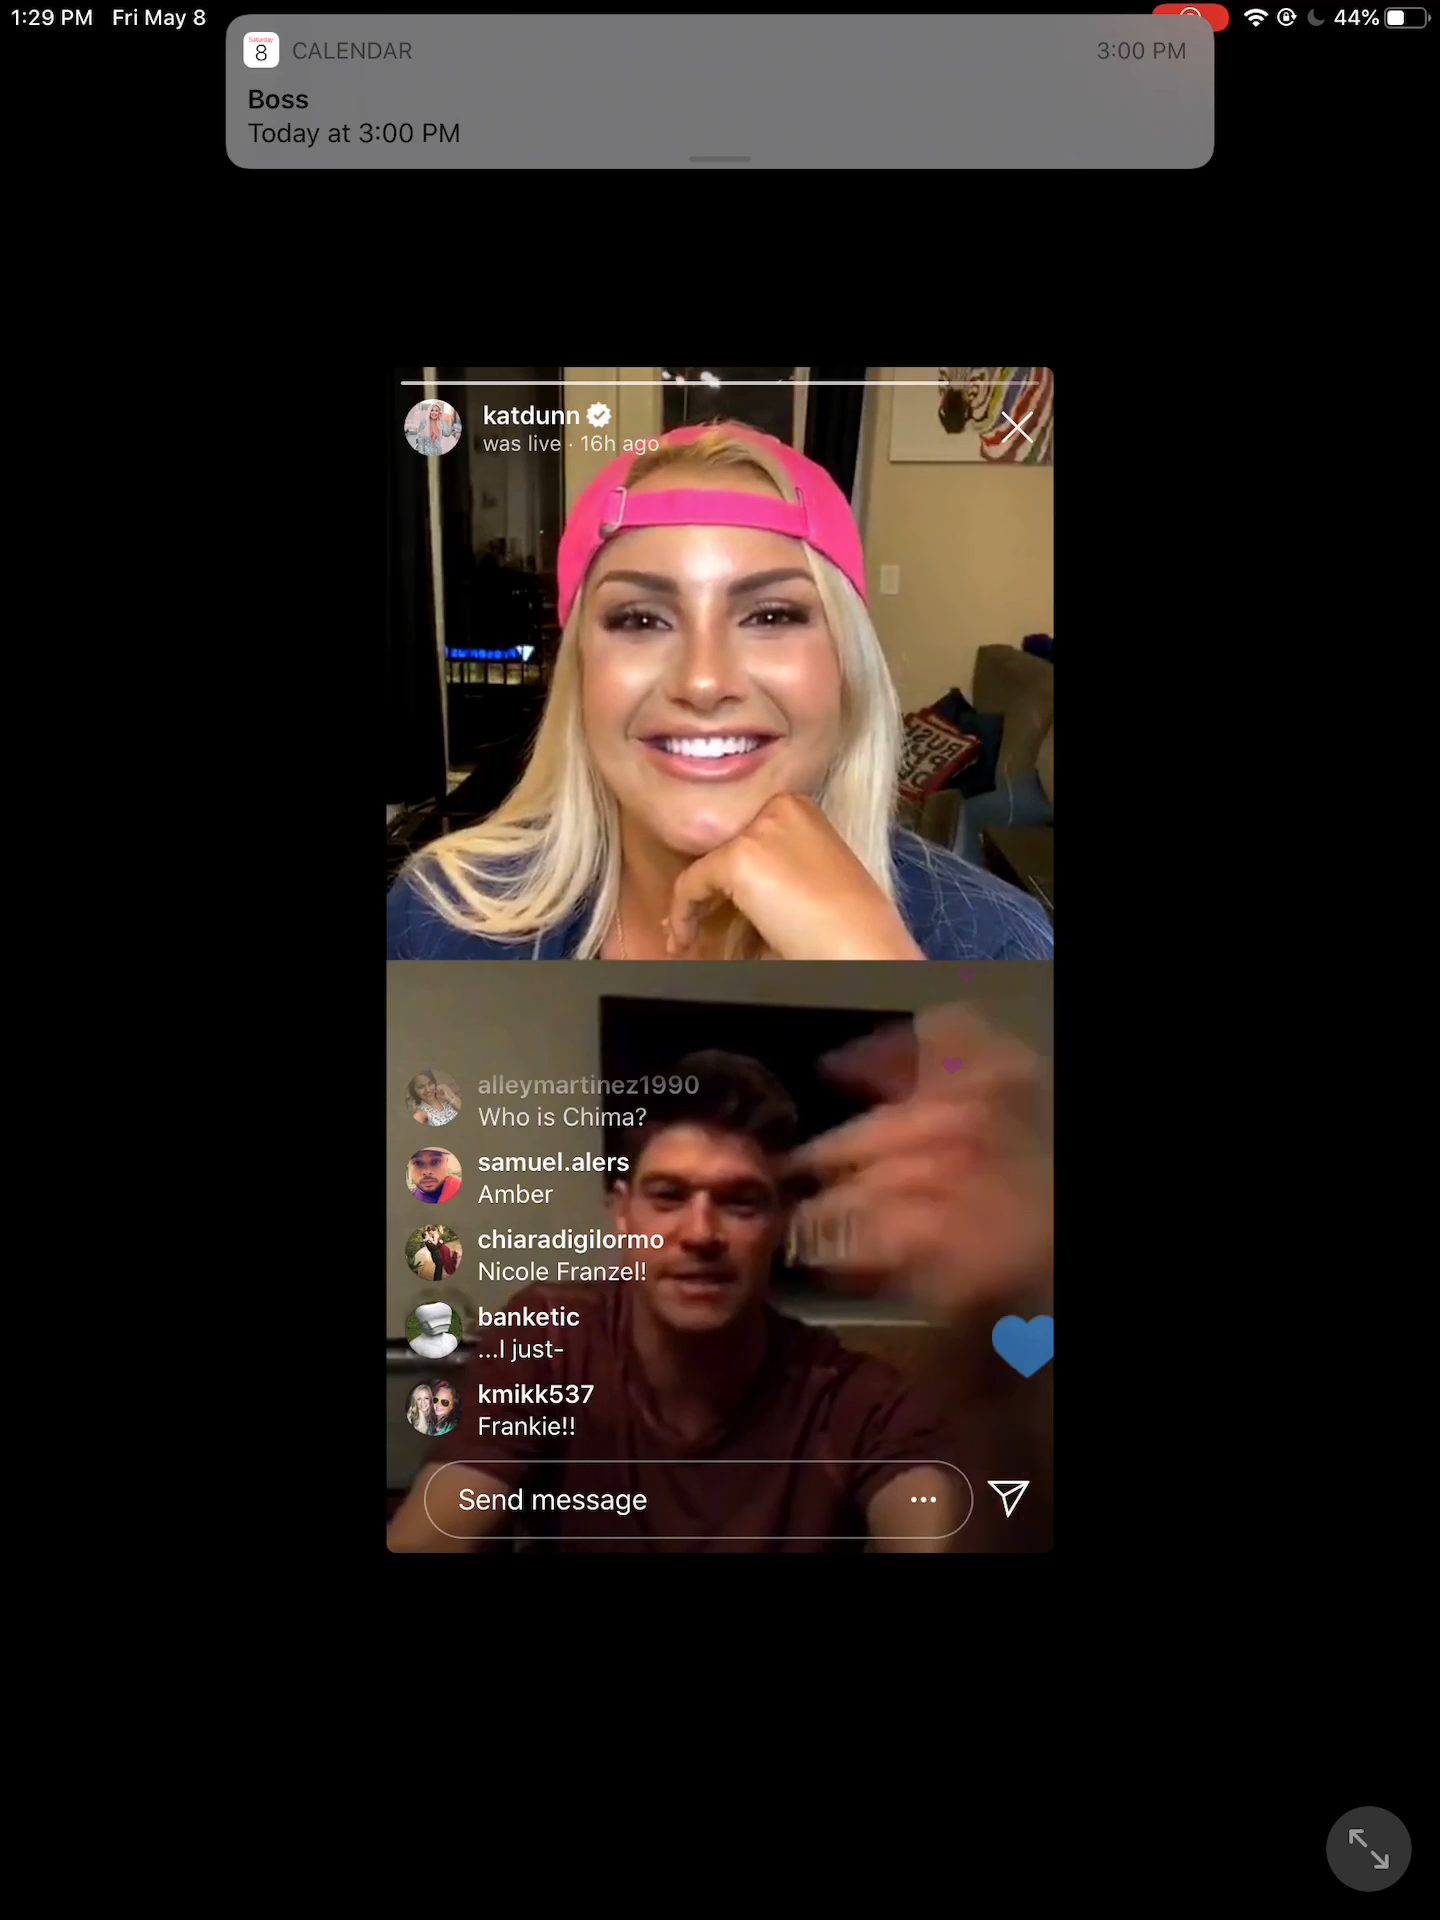 1:29 PM Fri May 8
44%
Saturday
8
CALENDAR
3:00 PM
Boss
Today at 3:00 PM
katdunn
was live · 16h ago
alleymartinez1990
Who is Chima?
samuel.alers
Amber
chiaradigilormo
Nicole Franzel!
banketic
...I just-
kmikk537
Frankie!!
Send message